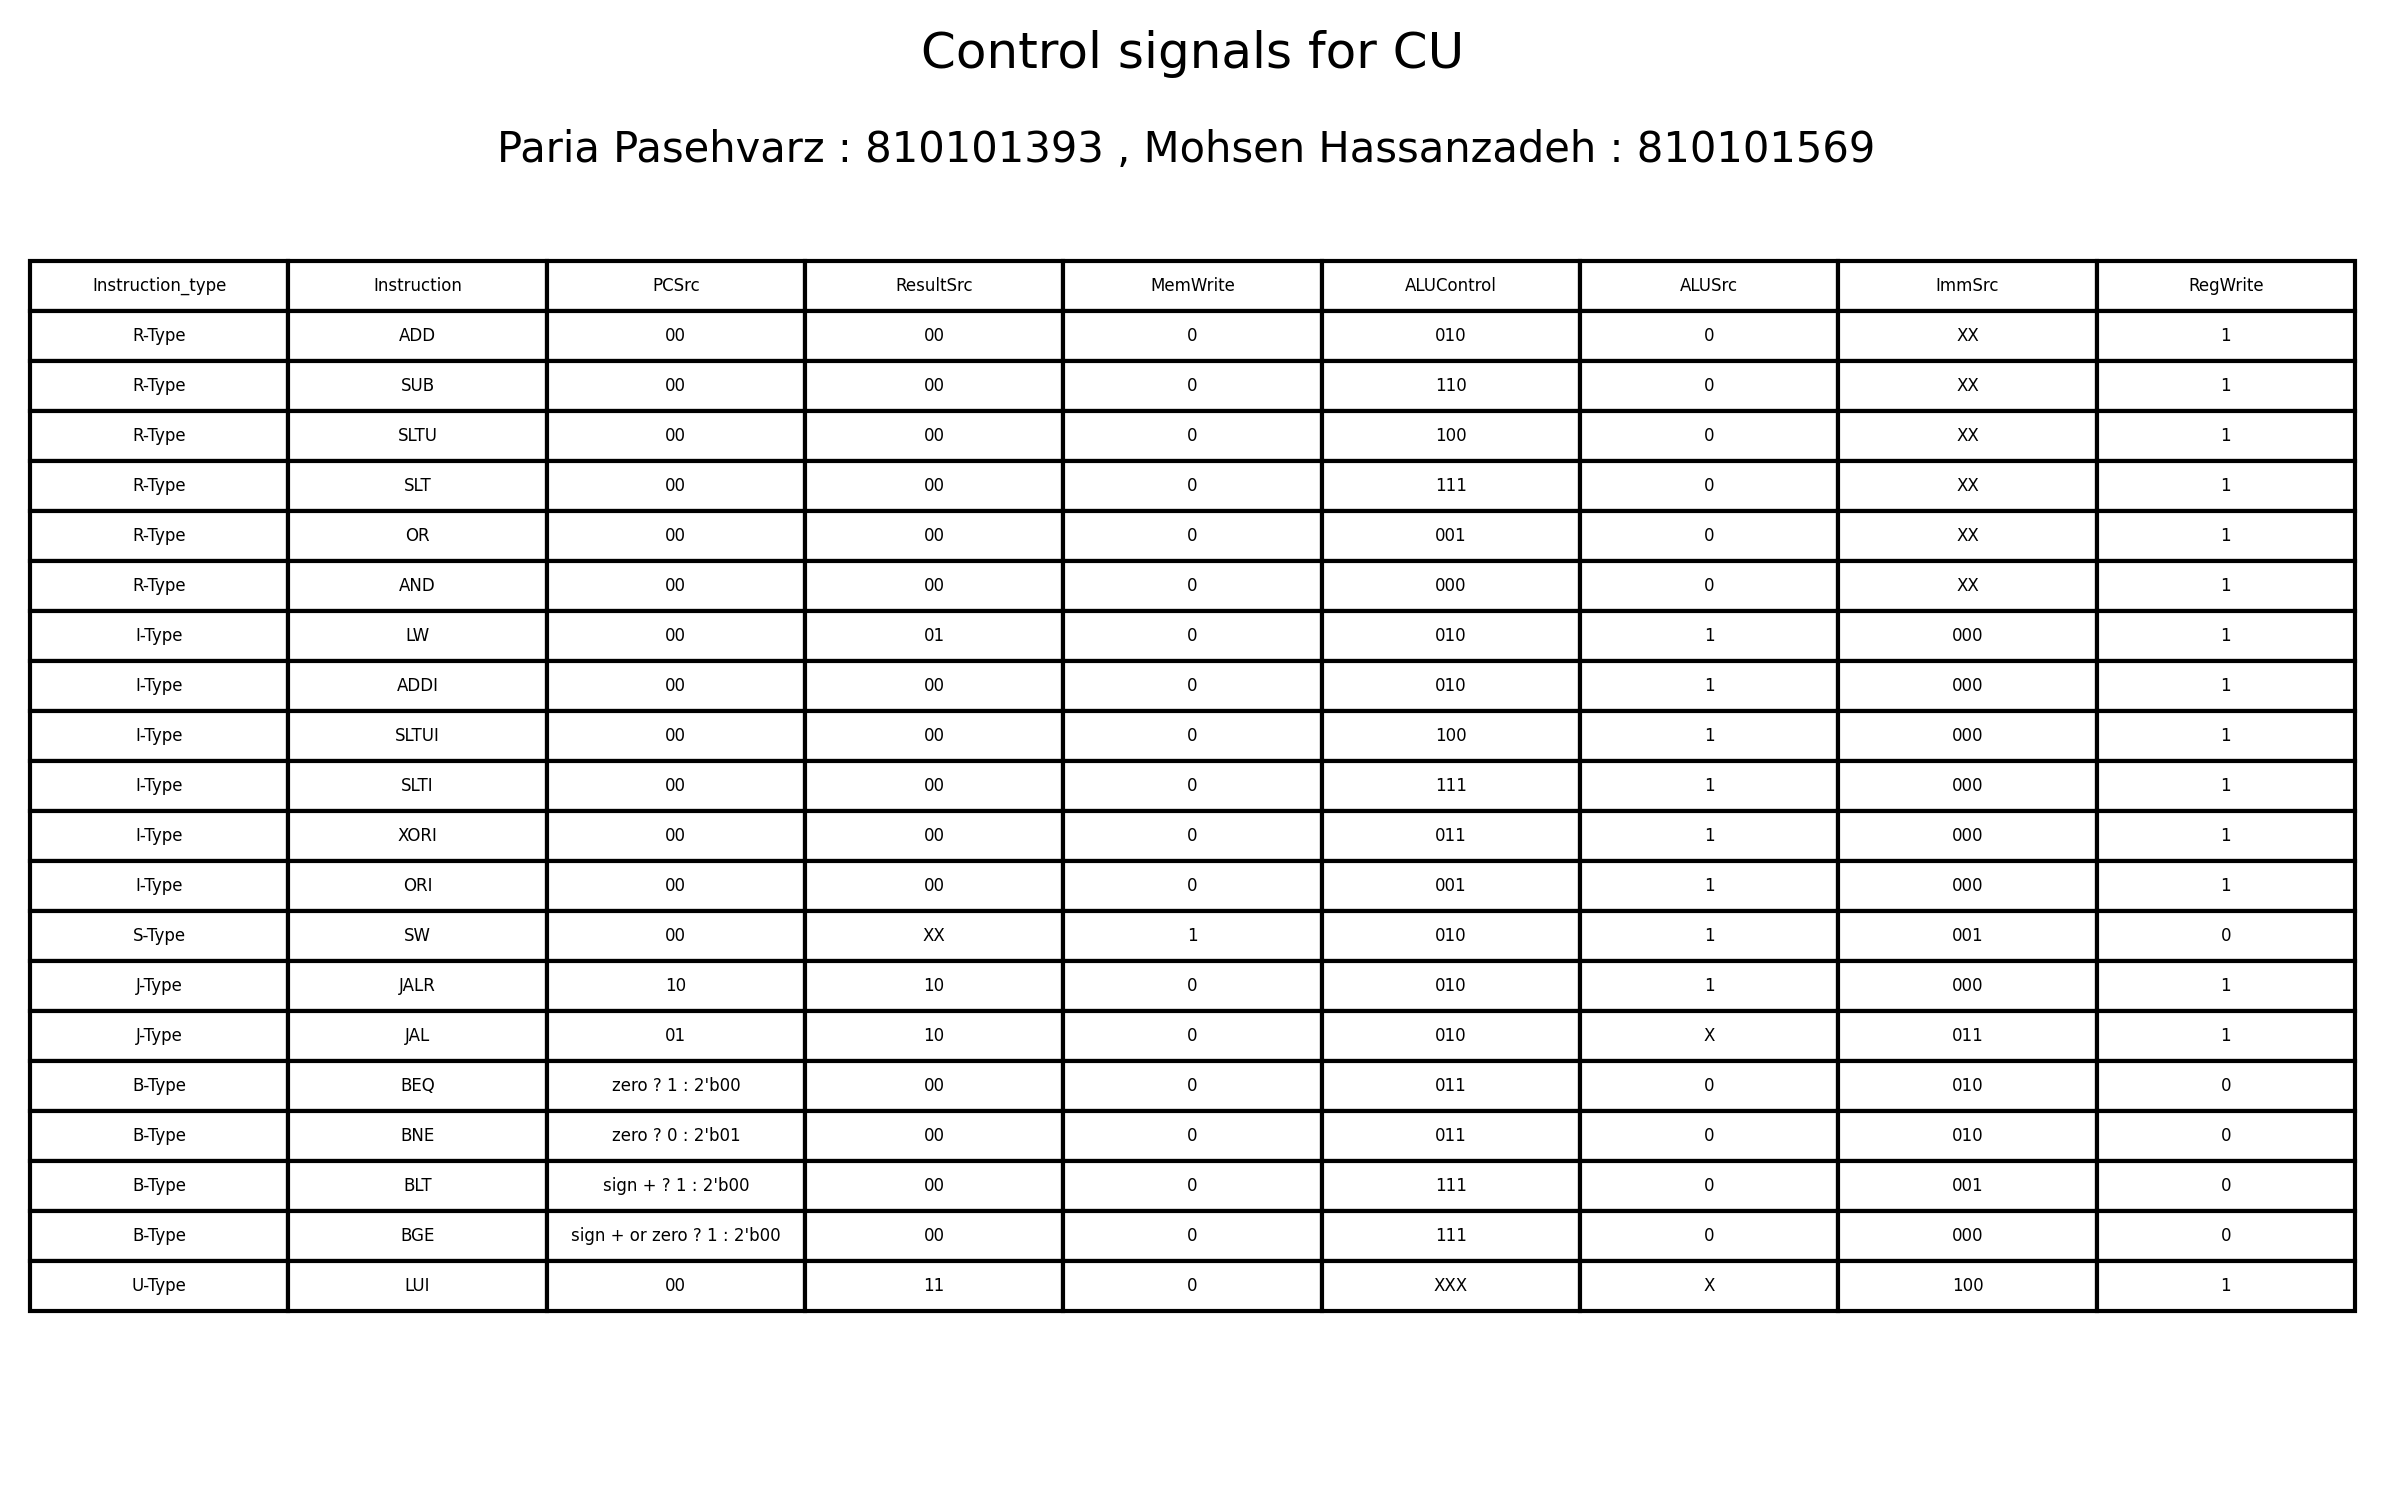 Control signals for CU
Paria Pasehvarz : 810101393 , Mohsen Hassanzadeh : 810101569
Instruction_type Instruction PCSrc ResultSrc MemWrite ALUControl ALUSrc ImmSrc RegWrite
R-Type ADD 00 00 0 010 0 XX 1
R-Type SUB 00 00 0 110 0 XX 1
R-Type SLTU 00 00 0 100 0 XX 1
R-Type SLT 00 00 0 111 0 XX 1
R-Type OR 00 00 0 001 0 XX 1
R-Type AND 00 00 0 000 0 XX 1
I-Type LW 00 01 0 010 1 000 1
I-Type ADDI 00 00 0 010 1 000 1
I-Type SLTUI 00 00 0 100 1 000 1
I-Type SLTI 00 00 0 111 1 000 1
I-Type XORI 00 00 0 011 1 000 1
I-Type ORI 00 00 0 001 1 000 1
S-Type SW 00 XX 1 010 1 001 0
J-Type JALR 10 10 0 010 1 000 1
J-Type JAL 01 10 0 010 X 011 1
B-Type BEQ zero ? 1 : 2'b00 00 0 011 0 010 0
B-Type BNE zero ? 0 : 2'b01 00 0 011 0 010 0
B-Type BLT sign + ? 1 : 2'b00 00 0 111 0 001 0
B-Type BGE sign + or zero ? 1 : 2'b00 00 0 111 0 000 0
U-Type LUI 00 11 0 XXX X 100 1